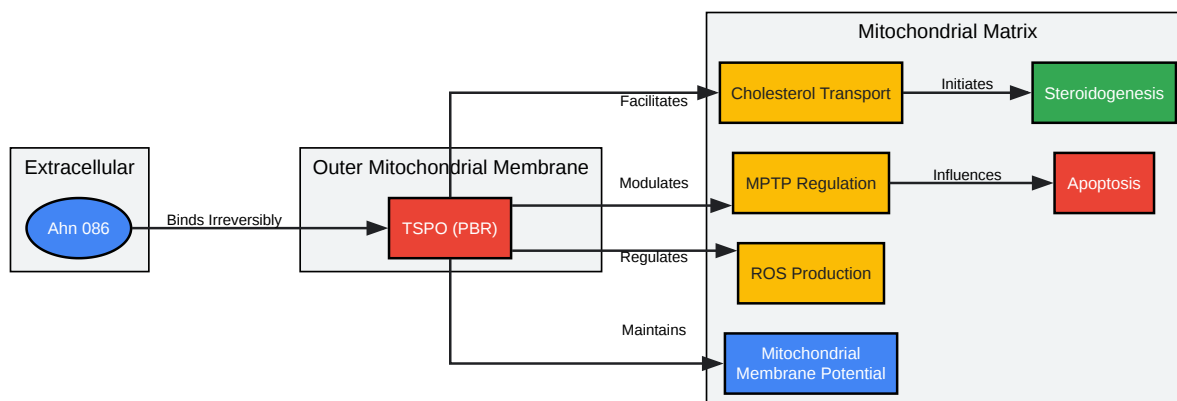 Mitochondrial Matrix
Cholesterol Transport
Initiates
Steroidogenesis
Facilitates
Extracellular
Outer Mitochondrial Membrane
Modulates
MPTP Regulation
Influences
Apoptosis
Ahn 086
Binds Irreversibly
TSPO (PBR)
Regulates
ROS Production
Maintains
Mitochondrial
Membrane Potential